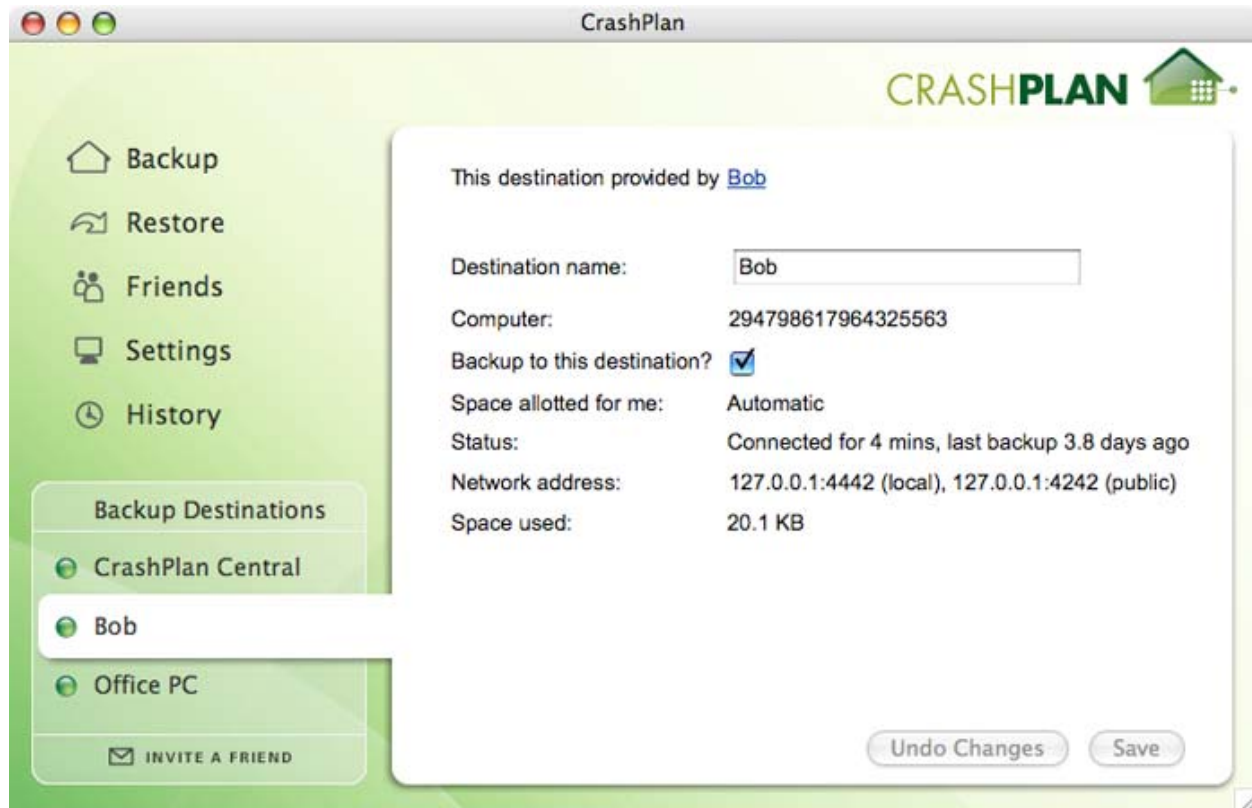 CrashPlan
CRASHPLAN
Backup
Restore
Friends
Settings
History
Backup Destinations
CrashPlan Central
Bob
Office PC
INVITE A FRIEND
This destination provided by Bob
Destination name: Bob
Computer: 294798617964325563
Backup to this destination?
Space allotted for me: Automatic
Status: Connected for 4 mins, last backup 3.8 days ago
Network address: 127.0.0.1:4442 (local), 127.0.0.1:4242 (public)
Space used: 20.1 KB
Undo Changes Save